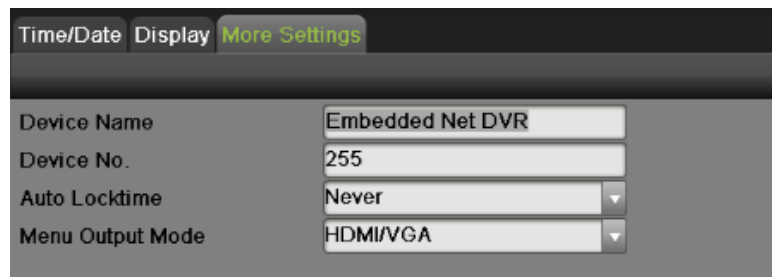 Time/Date Display More Settings
Device Name Embedded Net DVR
Device No. 255
Auto Locktime Never
Menu Output Mode HDMI/VGA